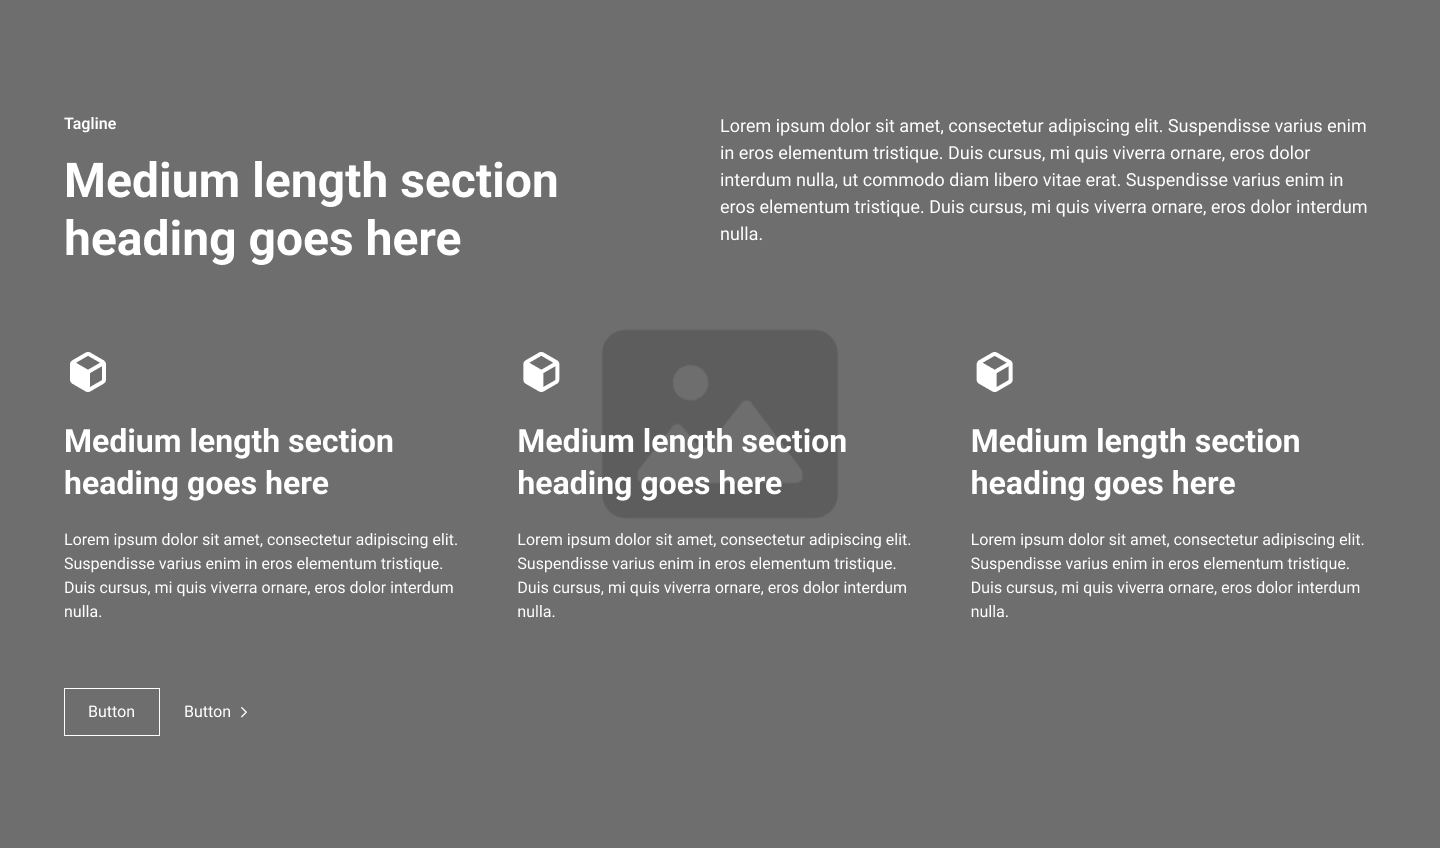 Tagline
Medium length section
heading goes here
Lorem ipsum dolor sit amet, consectetur adipiscing elit. Suspendisse varius enim
in eros elementum tristique. Duis cursus, mi quis viverra ornare, eros dolor
interdum nulla, ut commodo diam libero vitae erat. Suspendisse varius enim in
eros elementum tristique. Duis cursus, mi quis viverra ornare, eros dolor interdum
nulla.
Medium length section
heading goes here
Lorem ipsum dolor sit amet, consectetur adipiscing elit.
Suspendisse varius enim in eros elementum tristique.
Duis cursus, mi quis viverra ornare, eros dolor interdum
nulla.
Medium length section
heading goes here
Lorem ipsum dolor sit amet, consectetur adipiscing elit.
Suspendisse varius enim in eros elementum tristique.
Duis cursus, mi quis viverra ornare, eros dolor interdum
nulla.
Medium length section
heading goes here
Lorem ipsum dolor sit amet, consectetur adipiscing elit.
Suspendisse varius enim in eros elementum tristique.
Duis cursus, mi quis viverra ornare, eros dolor interdum
nulla.
Button
Button